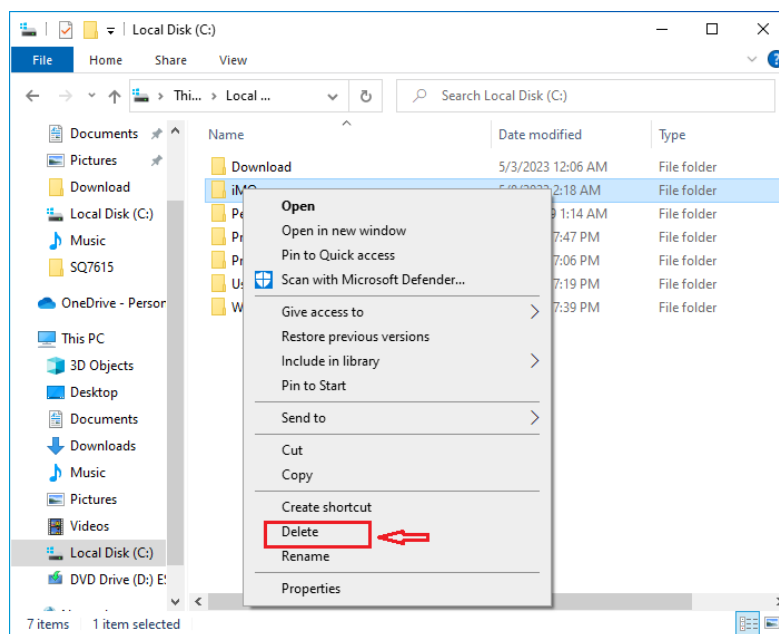 Local Disk (C:)
File Home Share View
Thi... Local ...
Search Local Disk (C:)
Name Date modified Type
Documents
Pictures
Download
Local Disk (C:)
Music
SQ7615
OneDrive - Person
This PC
3D Objects
Desktop
Documents
Downloads
Music
Pictures
Videos
Local Disk (C:)
DVD Drive (D:) ES
Download 5/3/2023 12:06 AM File folder
2:18 AM File folder
1:14 AM File folder
7:47 PM File folder
7:06 PM File folder
7:19 PM File folder
7:39 PM File folder
Open
Open in new window
Pin to Quick access
Scan with Microsoft Defender...
Give access to
Restore previous versions
Include in library
Pin to Start
Send to
Cut
Copy
Create shortcut
Delete
Rename
Properties
7 items 1 item selected